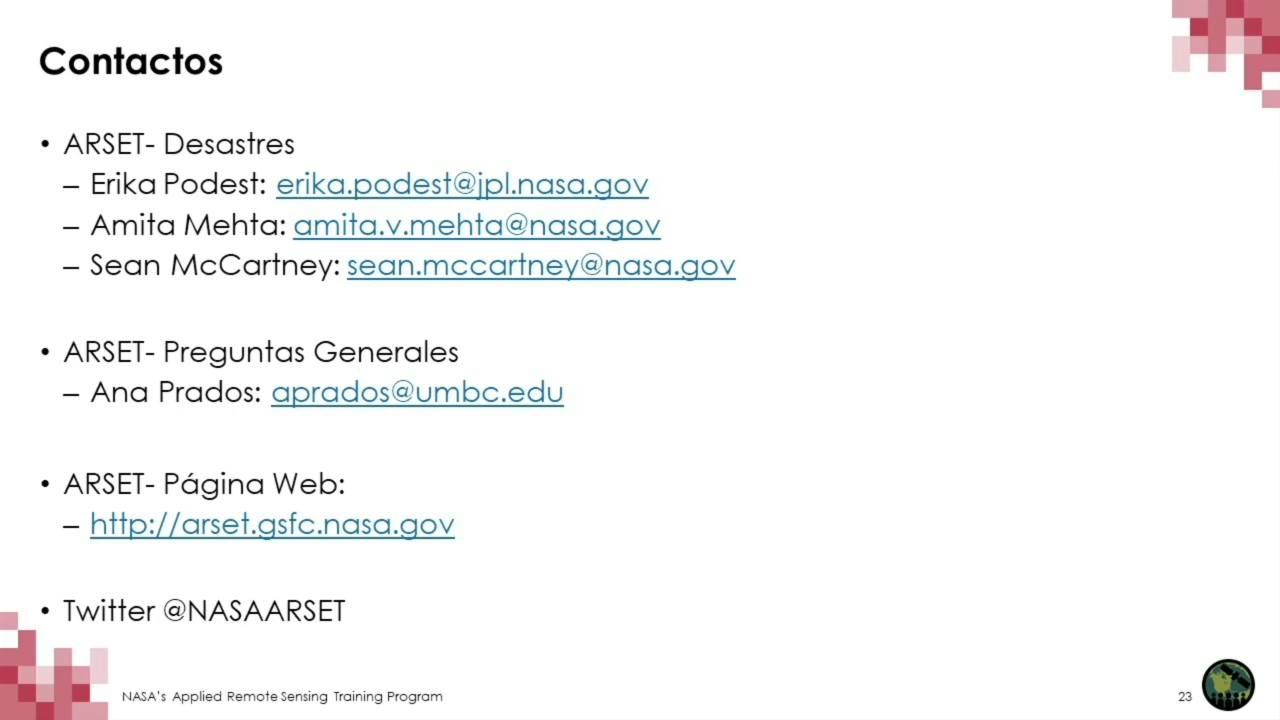 Contactos
• ARSET- Desastres
– Erika Podest: erika.podest@jpl.nasa.gov
– Amita Mehta: amita.v.mehta@nasa.gov
– Sean McCartney: sean.mccartney@nasa.gov
• ARSET- Preguntas Generales
– Ana Prados: aprados@umbc.edu
• ARSET- Página Web:
– http://arset.gsfc.nasa.gov
• Twitter @NASAARSET
NASA's Applied Remote Sensing Training Program
23